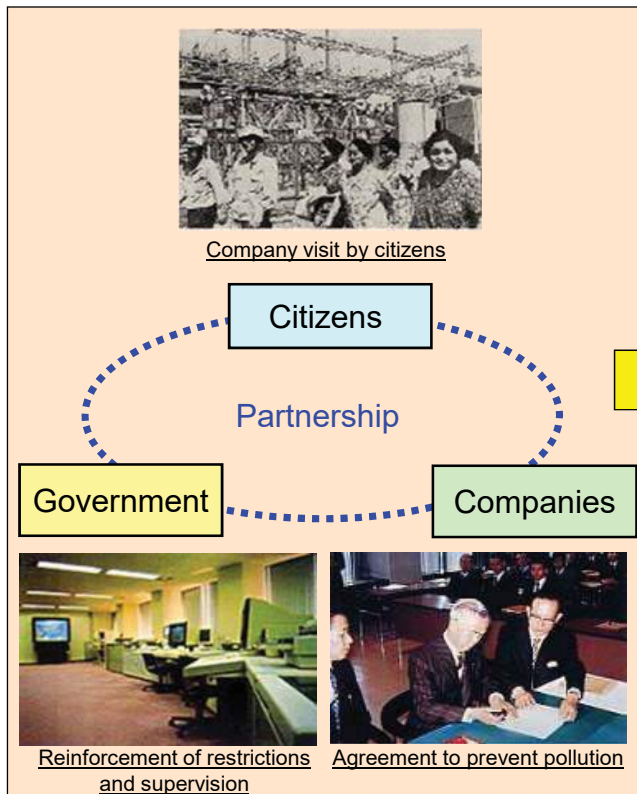 Company visit by citizens
Citizens
Partnership
Government
Companies
Reinforcement of restrictions
and supervision
Agreement to prevent pollution